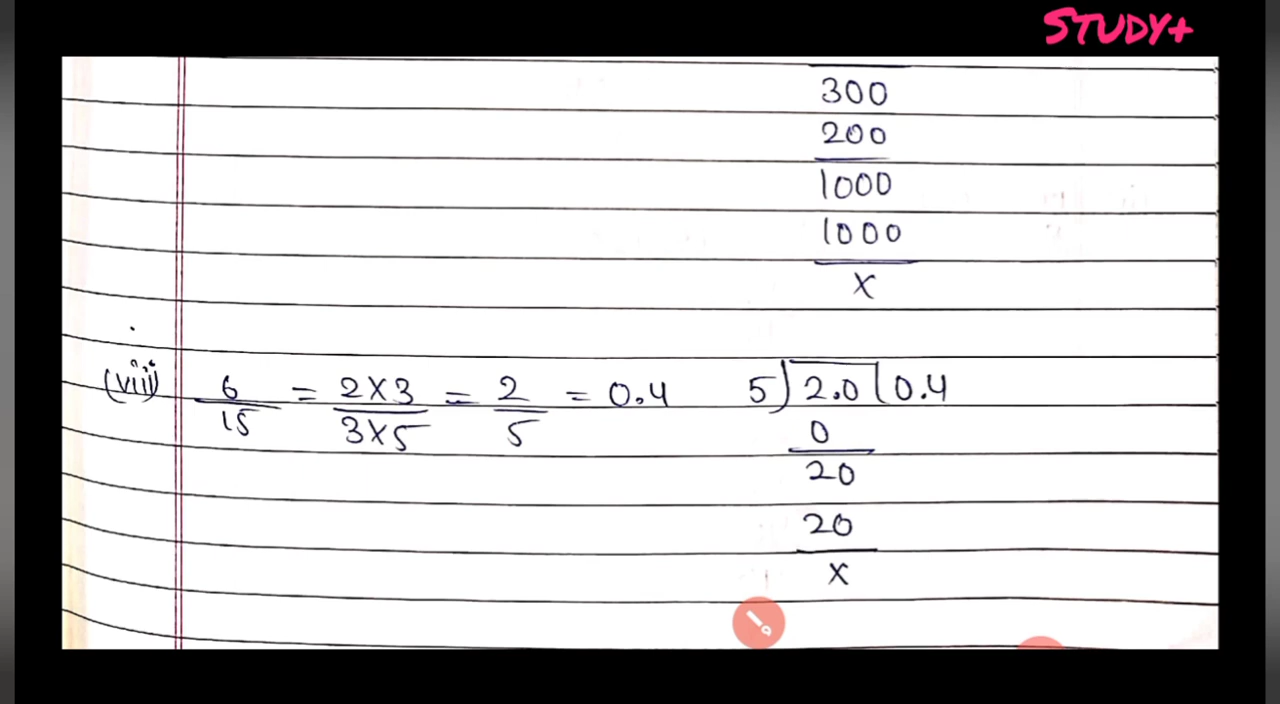 STUDY+
300
200
1000
1000
x
(viii) 6/15 = 2×3/3×5 = 2/5 = 0.4 5)2.0(0.4
0
20
20
x